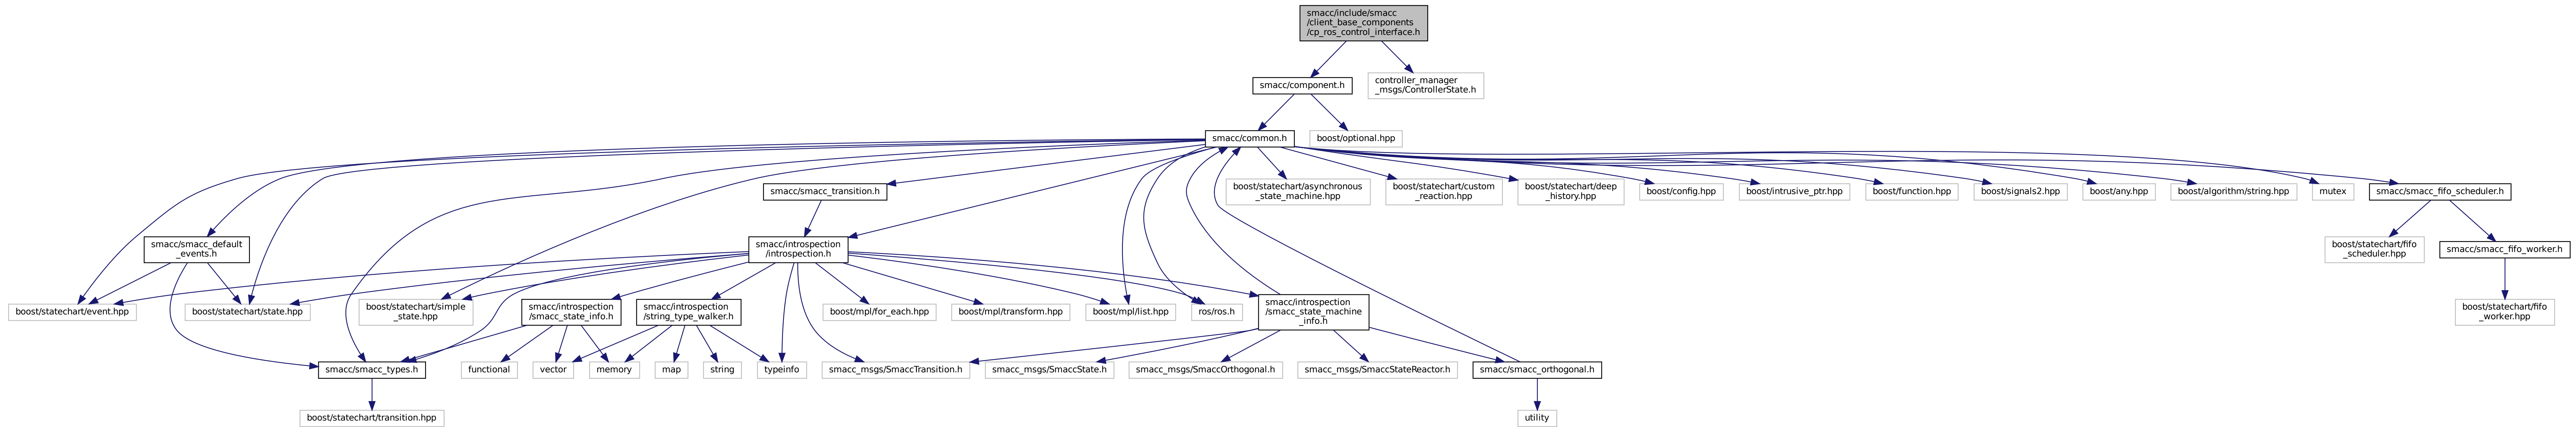 smacc/include/smacc
/client_base_components
/cp_ros_control_interface.h
smacc/component.h
controller_manager
_msgs/ControllerState.h
smacc/common.h
boost/optional.hpp
smacc/smacc_transition.h
boost/statechart/asynchronous
_state_machine.hpp
boost/statechart/custom
_reaction.hpp
boost/statechart/deep
_history.hpp
boost/config.hpp
boost/intrusive_ptr.hpp
boost/function.hpp
boost/signals2.hpp
boost/any.hpp
boost/algorithm/string.hpp
mutex
smacc/smacc_fifo_scheduler.h
smacc/smacc_default
_events.h
smacc/introspection
/introspection.h
boost/statechart/fifo
_scheduler.hpp
smacc/smacc_fifo_worker.h
boost/statechart/event.hpp
boost/statechart/state.hpp
boost/statechart/simple
_state.hpp
smacc/introspection
/smacc_state_info.h
smacc/introspection
/string_type_walker.h
boost/mpl/for_each.hpp
boost/mpl/transform.hpp
boost/mpl/list.hpp
ros/ros.h
smacc/introspection
/smacc_state_machine
_info.h
boost/statechart/fifo
_worker.hpp
smacc/smacc_types.h
functional
vector
memory
map
string
typeinfo
smacc_msgs/SmaccTransition.h
smacc_msgs/SmaccState.h
smacc_msgs/SmaccOrthogonal.h
smacc_msgs/SmaccStateReactor.h
smacc/smacc_orthogonal.h
boost/statechart/transition.hpp
utility